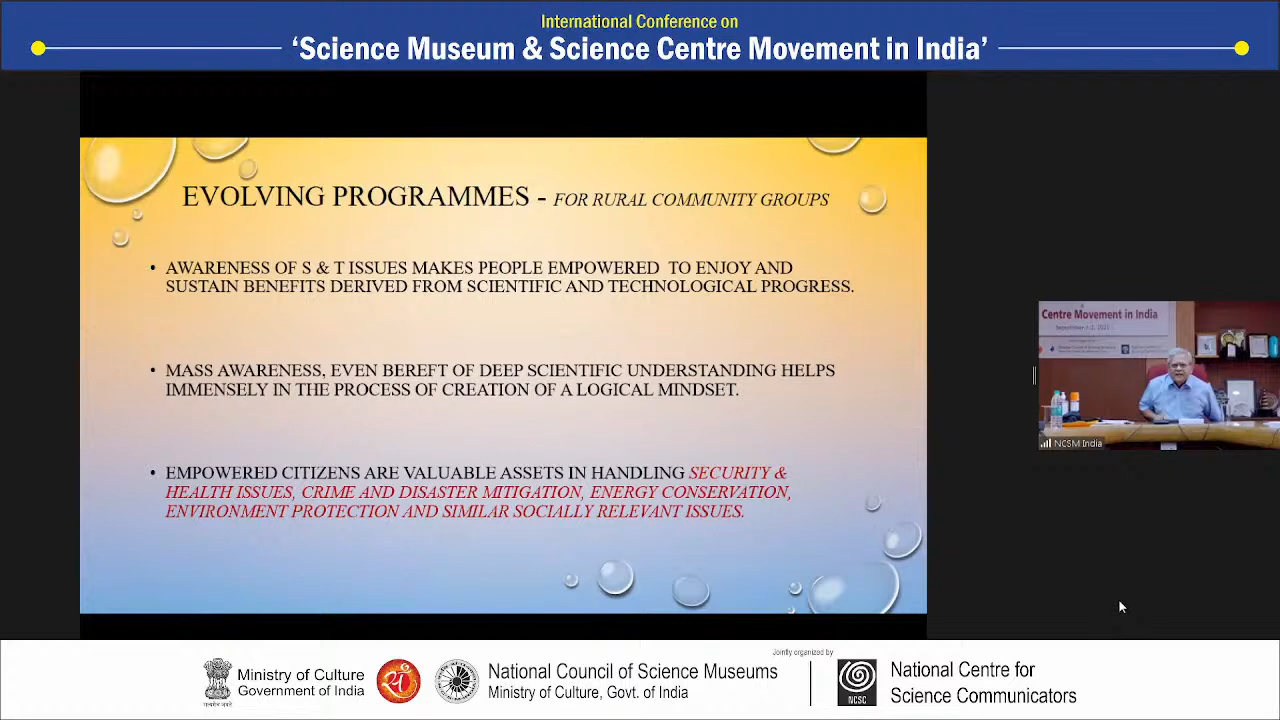 International Conference on
‘Science Museum & Science Centre Movement in India’
EVOLVING PROGRAMMES - FOR RURAL COMMUNITY GROUPS
• AWARENESS OF S & T ISSUES MAKES PEOPLE EMPOWERED TO ENJOY AND
SUSTAIN BENEFITS DERIVED FROM SCIENTIFIC AND TECHNOLOGICAL PROGRESS.
• MASS AWARENESS, EVEN BEREFT OF DEEP SCIENTIFIC UNDERSTANDING HELPS
IMMENSELY IN THE PROCESS OF CREATION OF A LOGICAL MINDSET.
• EMPOWERED CITIZENS ARE VALUABLE ASSETS IN HANDLING SECURITY &
HEALTH ISSUES, CRIME AND DISASTER MITIGATION, ENERGY CONSERVATION,
ENVIRONMENT PROTECTION AND SIMILAR SOCIALLY RELEVANT ISSUES.
Centre Movement in India
NCSM India
Jointly organized by
Ministry of Culture
Government of India
सत्यमेव जयते
National Council of Science Museums
Ministry of Culture, Govt. of India
NCSC
National Centre for
Science Communicators